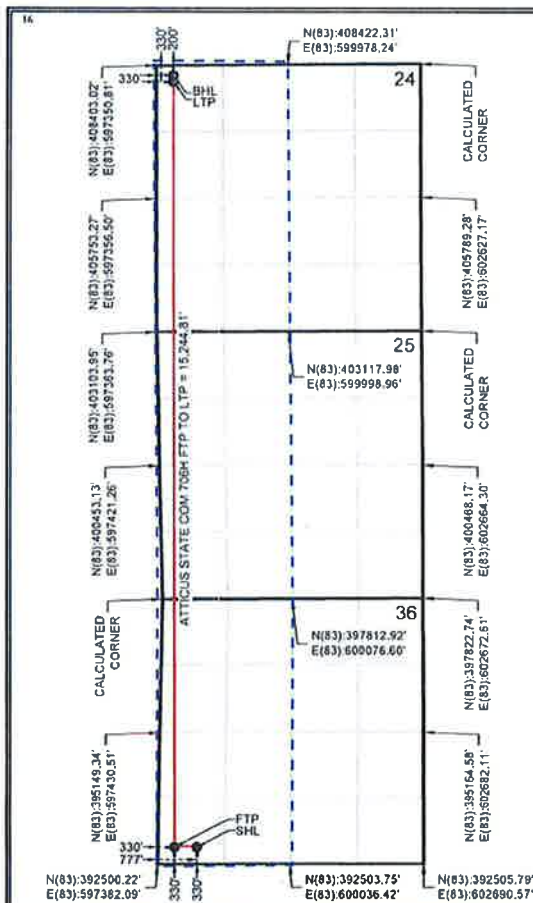 16
330'
200'
N(83):408422.31'
E(83):599978.24'
24
330'
BHL
LTP
N(83):408403.02'
E(83):597350.81'
CALCULATED
CORNER
N(83):405753.27'
E(83):597356.50'
N(83):405789.28'
E(83):602627.17'
25
N(83):403103.95'
E(83):597363.76'
N(83):403117.98'
E(83):599998.96'
CALCULATED
CORNER
ATTICUS STATE COM 706H FTP TO LTP = 15,244.81'
N(83):400453.13'
E(83):597421.26'
N(83):400468.17'
E(83):602664.30'
36
CALCULATED
CORNER
N(83):397812.92'
E(83):600076.60'
N(83):397822.74'
E(83):602672.61'
N(83):395149.34'
E(83):597430.51'
N(83):395164.58'
E(83):602682.11'
FTP
SHL
330'
777'
330'
330'
N(83):392500.22'
E(83):597382.09'
N(83):392503.75'
E(83):600036.42'
N(83):392505.79'
E(83):602690.57'